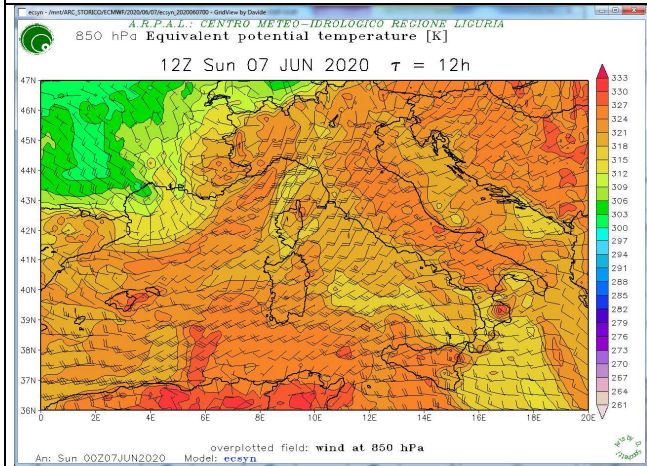 ecsyn - /mnt/ARC_STORICO/ECMWF/2020/06/07/ecsyn_2020060700 - GridView by Davide
A.R.P.A.L.: CENTRO METEO-IDROLOGICO REGIONE LIGURIA
850 hPa Equivalent potential temperature [K]
12Z Sun 07 JUN 2020 τ = 12h
47N
46N
45N
44N
43N
42N
41N
40N
39N
38N
37N
36N
0
2E
4E
6E
8E
10E
12E
14E
16E
18E
20E
333
330
327
324
321
318
315
312
309
306
303
300
297
294
291
288
285
282
279
276
273
270
267
264
261
overplotted field: wind at 850 hPa
An: Sun 00Z07JUN2020 Model: ecsyn